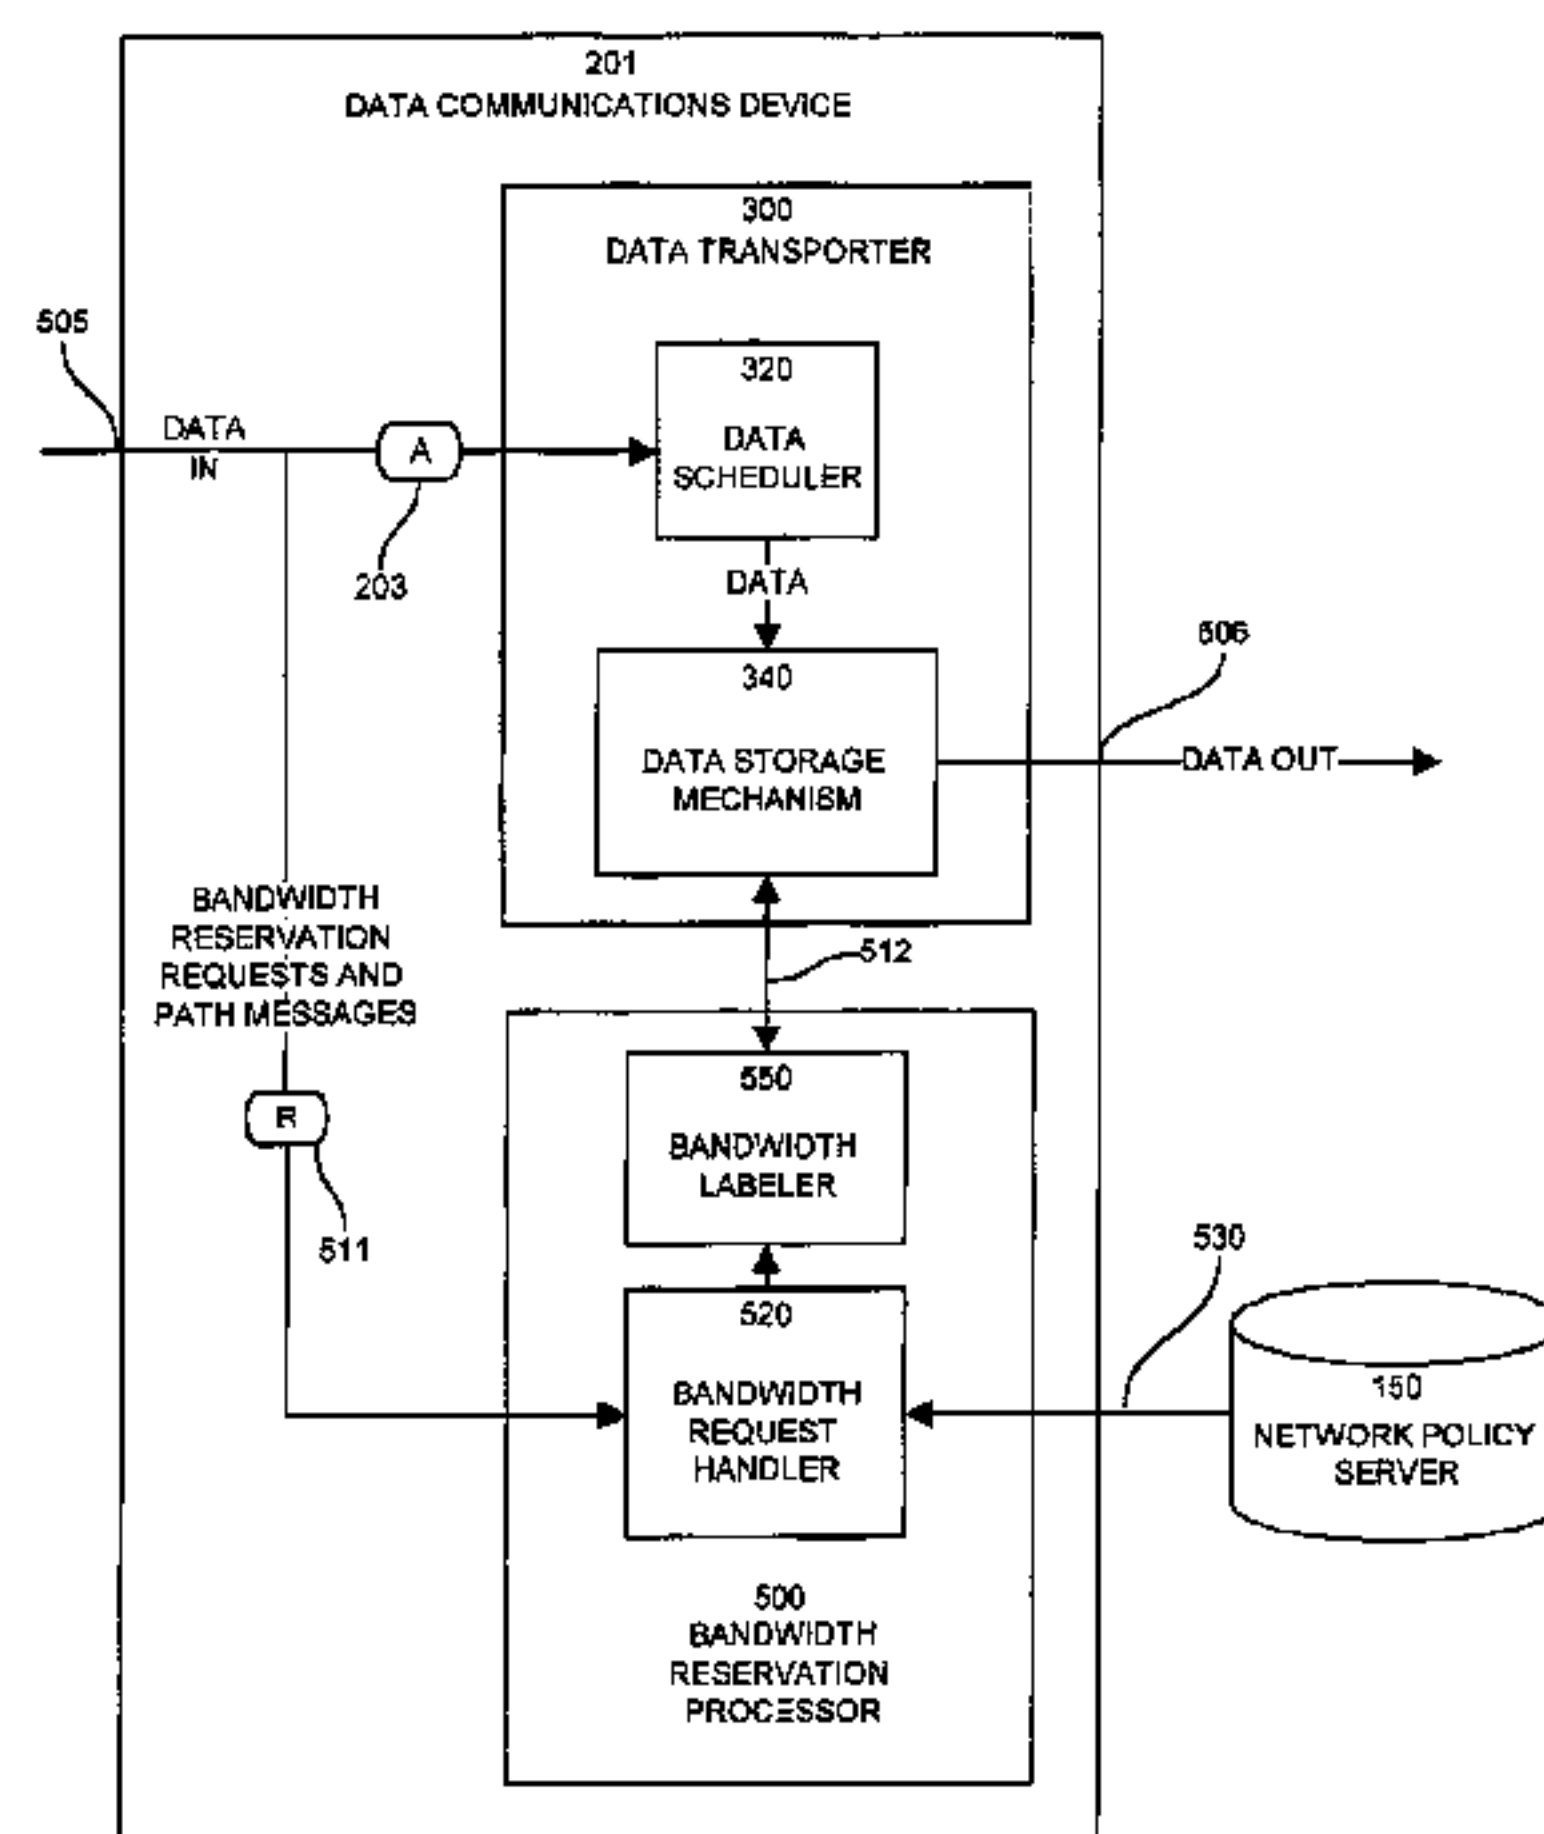 201
DATA COMMUNICATIONS DEVICE
300
DATA TRANSPORTER
505
320
DATA
SCHEDULER
DATA
IN
A
203
DATA
506
340
DATA STORAGE
MECHANISM
DATA OUT
BANDWIDTH
RESERVATION
REQUESTS AND
PATH MESSAGES
512
550
BANDWIDTH
LABELER
R
511
530
520
BANDWIDTH
REQUEST
HANDLER
150
NETWORK POLICY
SERVER
500
BANDWIDTH
RESERVATION
PROCESSOR